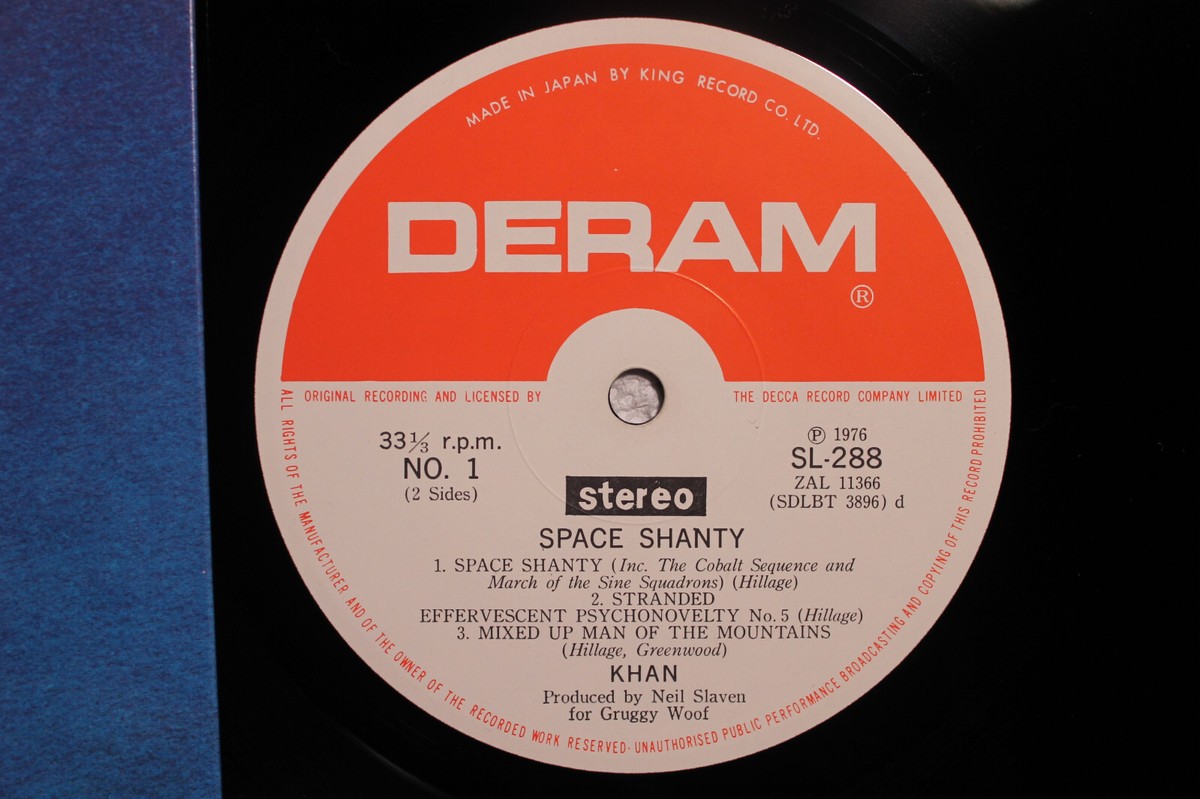 MADE IN JAPAN BY KING RECORD CO. LTD.
DERAM
®
ORIGINAL RECORDING AND LICENSED BY
THE DECCA RECORD COMPANY LIMITED
33⅓ r.p.m.
NO. 1
(2 Sides)
stereo
Ⓟ 1976
SL-288
ZAL 11366
(SDLBT 3896) d
SPACE SHANTY
1. SPACE SHANTY (Inc. The Cobalt Sequence and
March of the Sine Squadrons) (Hillage)
2. STRANDED
EFFERVESCENT PSYCHONOVELTY No. 5 (Hillage)
3. MIXED UP MAN OF THE MOUNTAINS
(Hillage, Greenwood)
KHAN
Produced by Neil Slaven
for Gruggy Woof
ALL RIGHTS OF THE MANUFACTURER AND OF THE OWNER OF THE RECORDED WORK RESERVED· UNAUTHORISED PUBLIC PERFORMANCE BROADCASTING AND COPYING OF THIS RECORD PROHIBITED